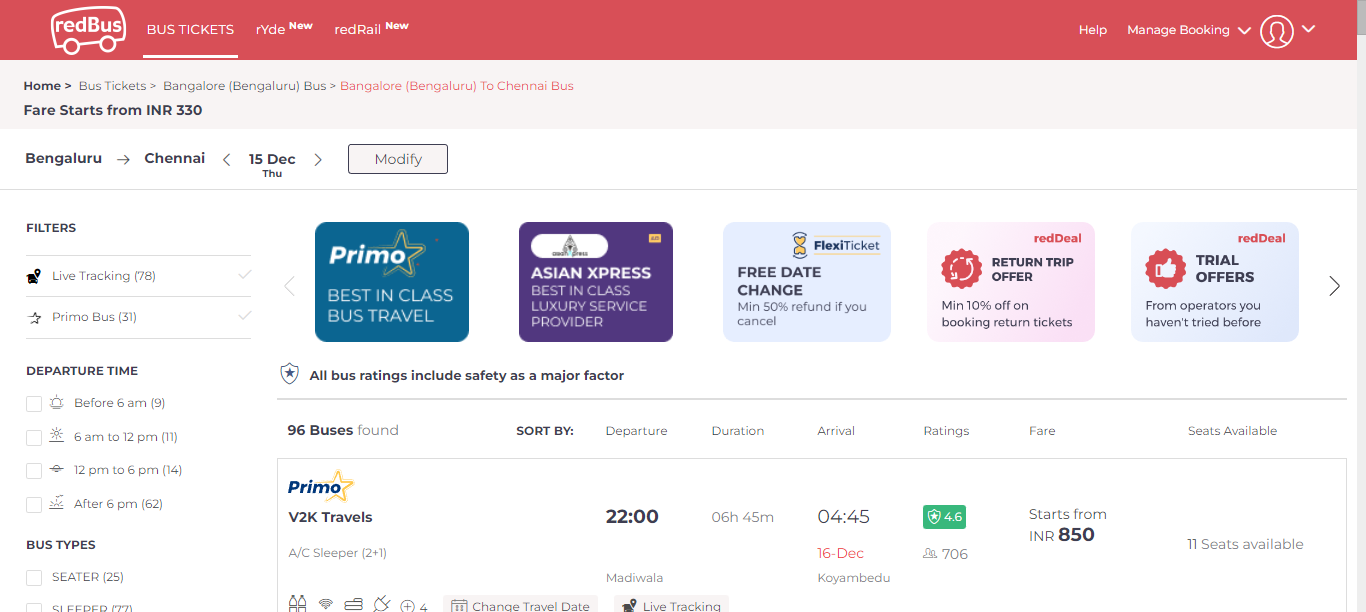 redBus
BUS TICKETS
rYde New
redRail New
Help
Manage Booking
Home > Bus Tickets > Bangalore (Bengaluru) Bus > Bangalore (Bengaluru) To Chennai Bus
Fare Starts from INR 330
Bengaluru → Chennai < 15 Dec >
Thu
Modify
FILTERS
Live Tracking (78)
Primo Bus (31)
DEPARTURE TIME
Before 6 am (9)
6 am to 12 pm (11)
12 pm to 6 pm (14)
After 6 pm (62)
BUS TYPES
SEATER (25)
SLEEPER (77)
Primo
BEST IN CLASS
BUS TRAVEL
AD
asian xpress
ASIAN XPRESS
BEST IN CLASS
LUXURY SERVICE
PROVIDER
FlexiTicket
FREE DATE
CHANGE
Min 50% refund if you
cancel
redDeal
RETURN TRIP
OFFER
Min 10% off on
booking return tickets
redDeal
TRIAL
OFFERS
From operators you
haven't tried before
All bus ratings include safety as a major factor
96 Buses found
SORT BY:
Departure
Duration
Arrival
Ratings
Fare
Seats Available
Primo
V2K Travels
A/C Sleeper (2+1)
22:00
Madiwala
06h 45m
04:45
16-Dec
Koyambedu
4.6
706
Starts from
INR 850
11 Seats available
4
Change Travel Date
Live Tracking